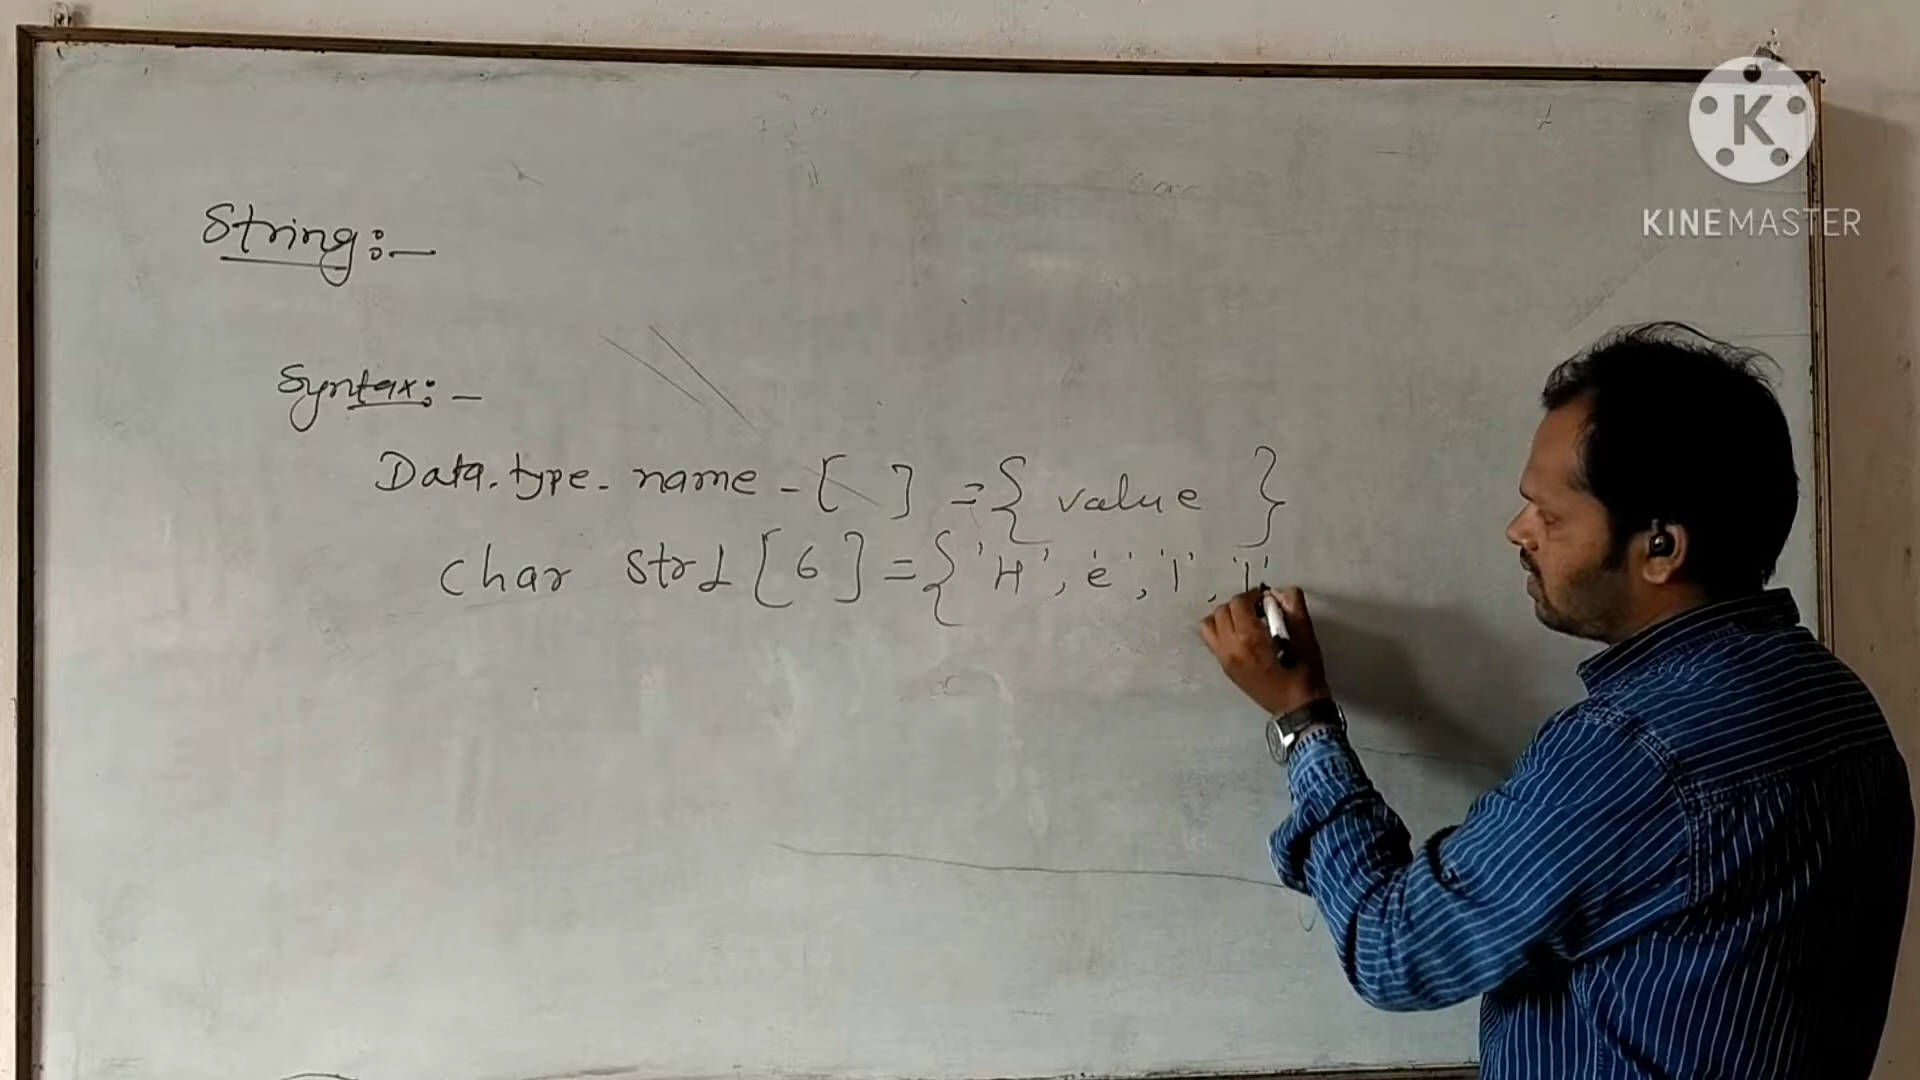 K
KINEMASTER
String:-
Syntax:-
Data-type- name -[ ] ={ value }
char str1 [6] ={'H', 'e', 'l', 'l'